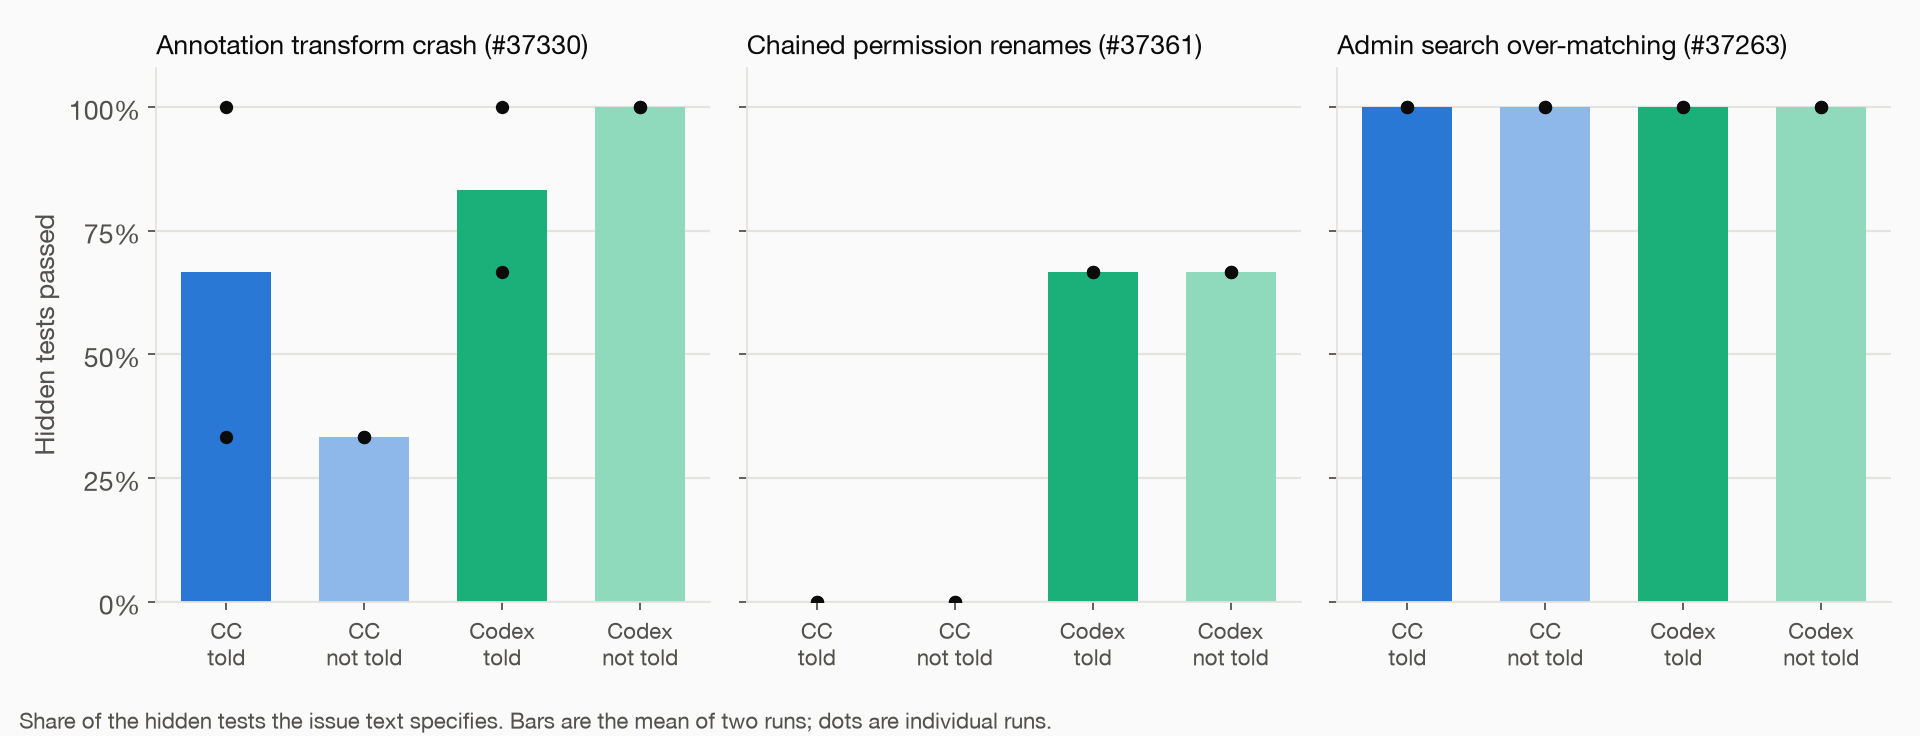 Annotation transform crash (#37330)
Chained permission renames (#37361)
Admin search over-matching (#37263)
Hidden tests passed
100%
75%
50%
25%
0%
CC
told
CC
not told
Codex
told
Codex
not told
CC
told
CC
not told
Codex
told
Codex
not told
CC
told
CC
not told
Codex
told
Codex
not told
Share of the hidden tests the issue text specifies. Bars are the mean of two runs; dots are individual runs.